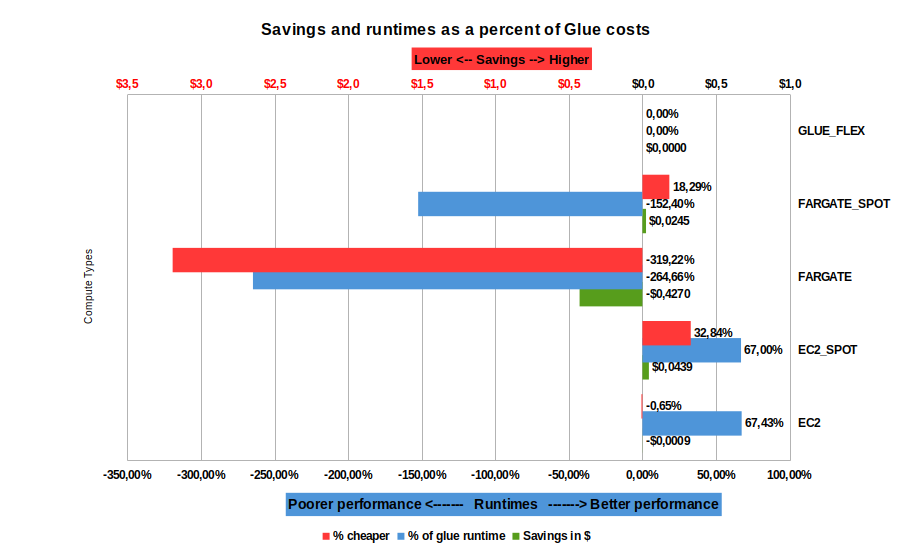 Savings and runtimes as a percent of Glue costs
Lower <-- Savings --> Higher
$3,5 $3,0 $2,5 $2,0 $1,5 $1,0 $0,5 $0,0 $0,5 $1,0
0,00%
0,00% GLUE_FLEX
$0,0000
18,29%
-152,40% FARGATE_SPOT
$0,0245
-319,22%
-264,66% FARGATE
-$0,4270
Compute Types
32,84%
67,00% EC2_SPOT
$0,0439
-0,65%
67,43% EC2
-$0,0009
-350,00% -300,00% -250,00% -200,00% -150,00% -100,00% -50,00% 0,00% 50,00% 100,00%
Poorer performance <------- Runtimes -------> Better performance
% cheaper % of glue runtime Savings in $